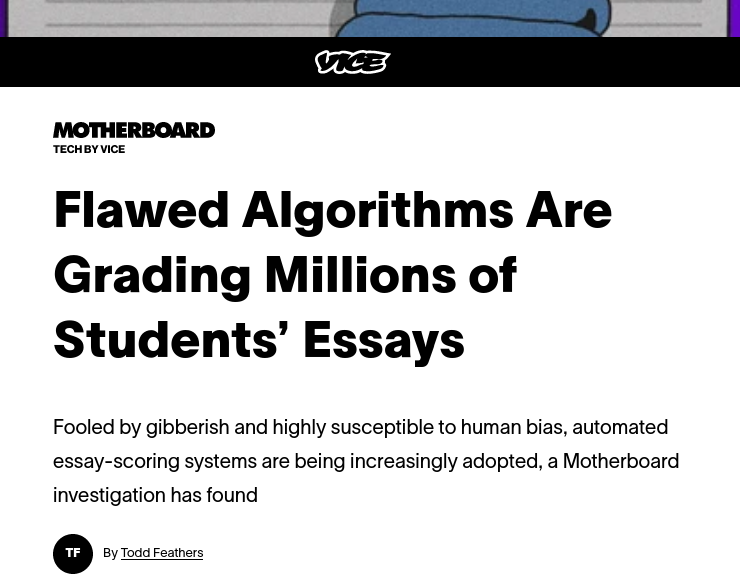 VICE
MOTHERBOARD
TECH BY VICE
Flawed Algorithms Are
Grading Millions of
Students’ Essays
Fooled by gibberish and highly susceptible to human bias, automated
essay-scoring systems are being increasingly adopted, a Motherboard
investigation has found
TF By Todd Feathers